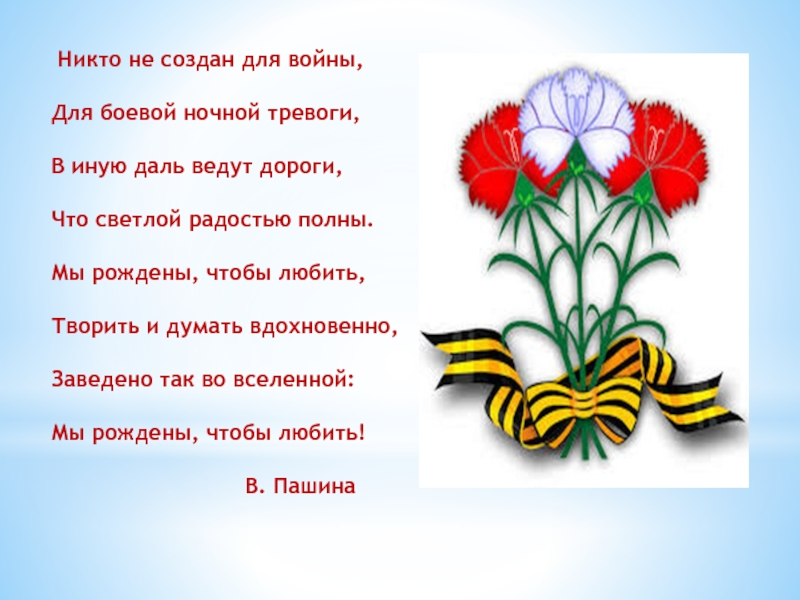 Никто не создан для войны,
Для боевой ночной тревоги,
В иную даль ведут дороги,
Что светлой радостью полны.
Мы рождены, чтобы любить,
Творить и думать вдохновенно,
Заведено так во вселенной:
Мы рождены, чтобы любить!
В. Пашина